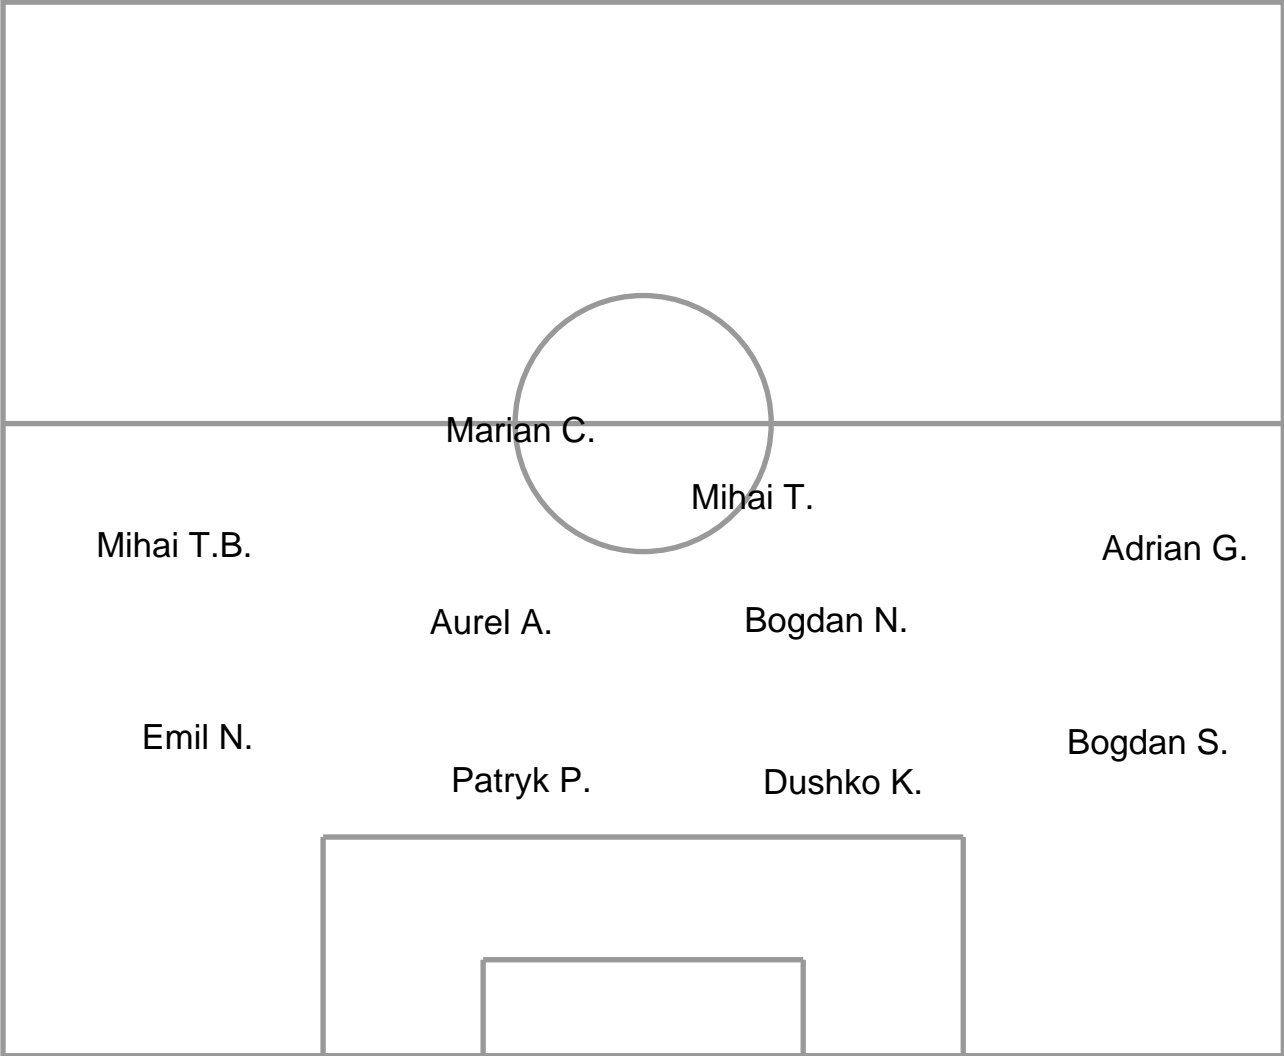 Marian C.
Mihai T.
Mihai T.B.
Adrian G.
Aurel A.
Bogdan N.
Emil N.
Bogdan S.
Patryk P.
Dushko K.